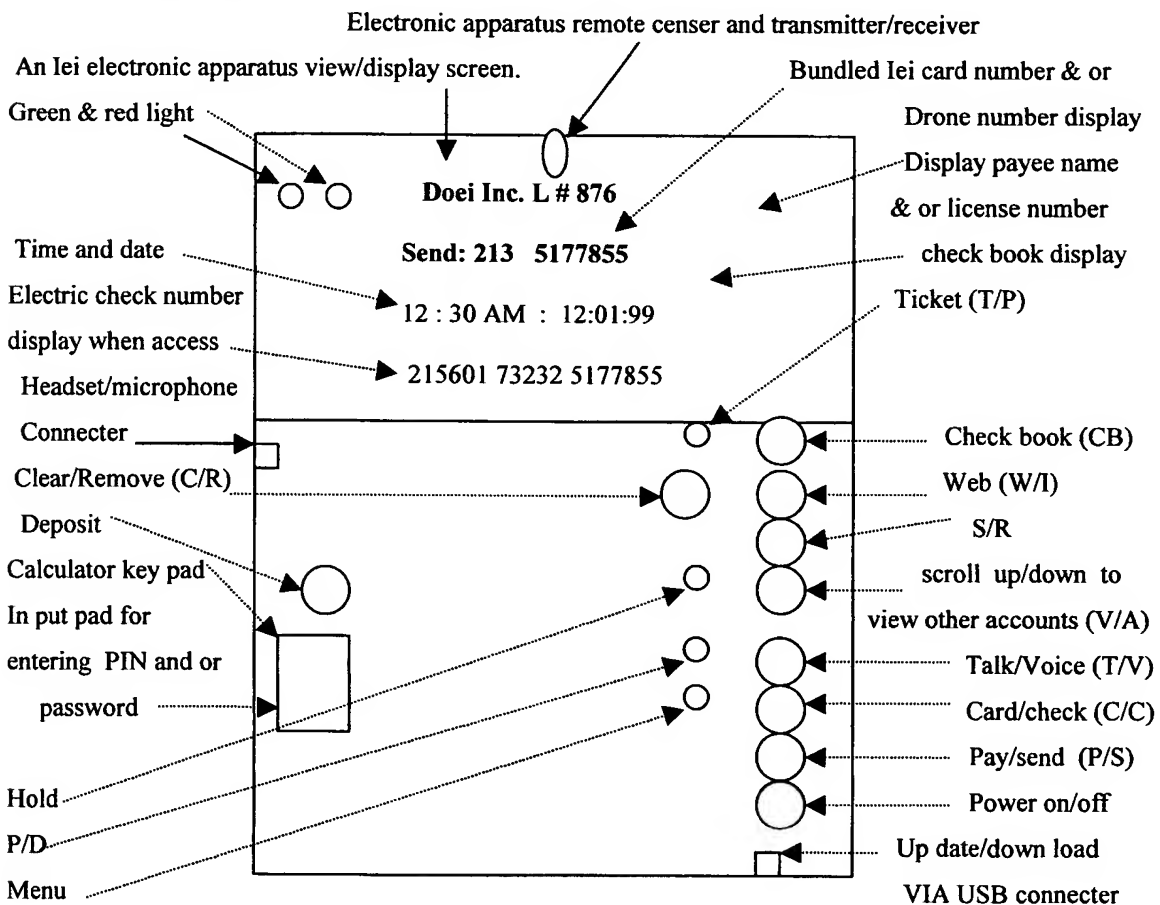 Electronic apparatus remote censer and transmitter/receiver
An Iei electronic apparatus view/display screen.
Bundled Iei card number & or
Green & red light
Drone number display
Display payee name
Doei Inc. L # 876
& or license number
Time and date
Send: 213 5177855
check book display
Electric check number
12 : 30 AM : 12:01:99
Ticket (T/P)
display when access
215601 73232 5177855
Headset/microphone
Connecter
Check book (CB)
Clear/Remove (C/R)
Web (W/I)
Deposit
S/R
Calculator key pad
scroll up/down to
In put pad for
view other accounts (V/A)
entering PIN and or
Talk/Voice (T/V)
password
Card/check (C/C)
Pay/send (P/S)
Hold
Power on/off
P/D
Up date/down load
Menu
VIA USB connecter